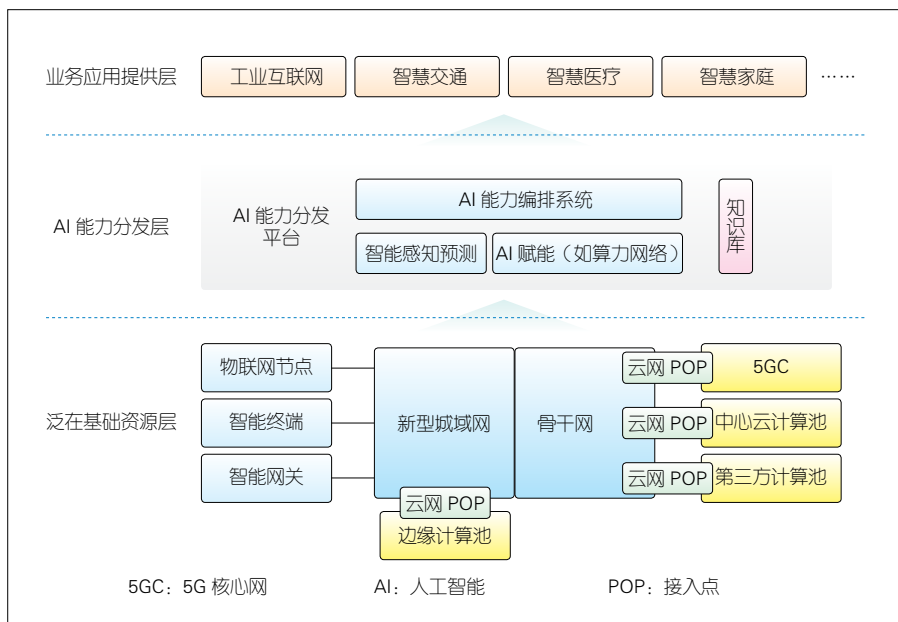 业务应用提供层
工业互联网
智慧交通
智慧医疗
智慧家庭
……
AI 能力分发层
AI 能力分发
平台
AI 能力编排系统
智能感知预测
AI 赋能（如算力网络）
知
识
库
泛在基础资源层
物联网节点
智能终端
智能网关
新型城域网
骨干网
云网 POP
5GC
云网 POP
中心云计算池
云网 POP
第三方计算池
云网 POP
边缘计算池
5GC：5G 核心网
AI：人工智能
POP：接入点